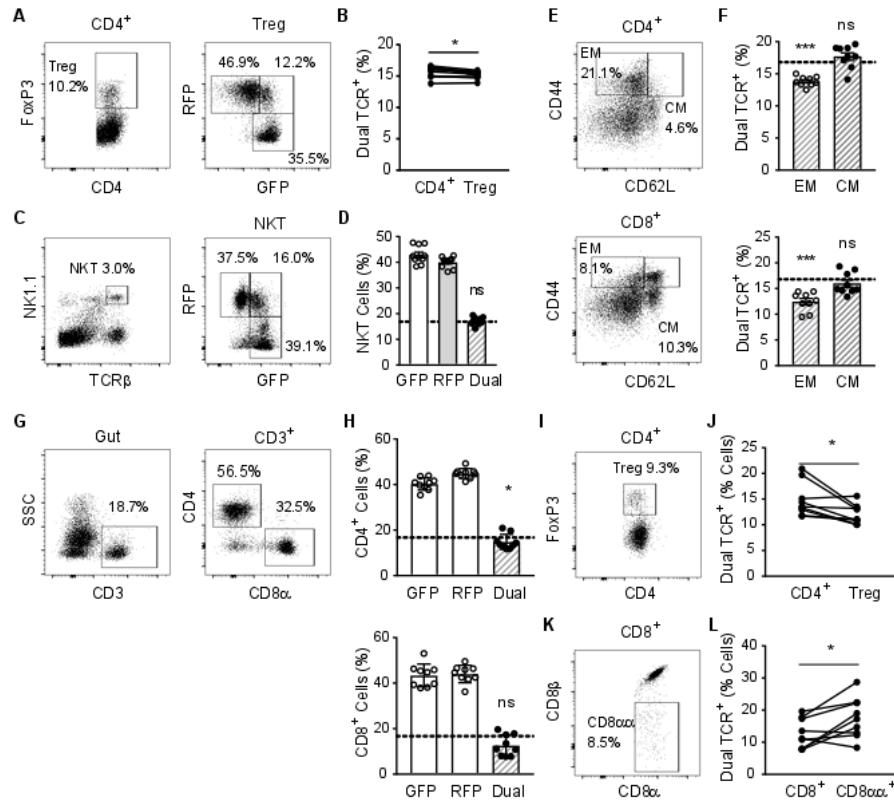 A
CD4+
Treg
FoxP3
Treg
10.2%
CD4
RFP
46.9% 12.2%
35.5%
GFP
B
Dual TCR+ (%)
20
15
10
5
0
*
CD4+ Treg
C
NK1.1
NKT 3.0%
TCRβ
NKT
RFP
37.5% 16.0%
39.1%
GFP
D
NKT Cells (%)
50
40
30
20
10
0
ns
GFP RFP Dual
E
CD4+
CD44
EM
21.1%
CM
4.6%
CD62L
CD8+
CD44
EM
8.1%
CM
10.3%
CD62L
F
Dual TCR+ (%)
20
15
10
5
0
***
ns
EM CM
Dual TCR+ (%)
25
20
15
10
5
0
***
ns
EM CM
G
Gut
SSC
18.7%
CD3
CD3+
CD4
56.5%
32.5%
CD8α
H
CD4+ Cells (%)
60
40
20
0
*
GFP RFP Dual
CD8+ Cells (%)
60
40
20
0
ns
GFP RFP Dual
I
CD4+
FoxP3
Treg 9.3%
CD4
J
Dual TCR+ (% Cells)
25
20
15
10
5
0
*
CD4+ Treg
K
CD8+
CD8β
CD8αα
8.5%
CD8α
L
Dual TCR+ (% Cells)
40
30
20
10
0
*
CD8+ CD8αα+